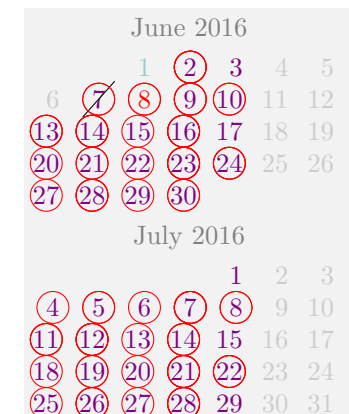 June 2016
1 2 3 4 5
6 7 8 9 10 11 12
13 14 15 16 17 18 19
20 21 22 23 24 25 26
27 28 29 30
July 2016
1 2 3
4 5 6 7 8 9 10
11 12 13 14 15 16 17
18 19 20 21 22 23 24
25 26 27 28 29 30 31